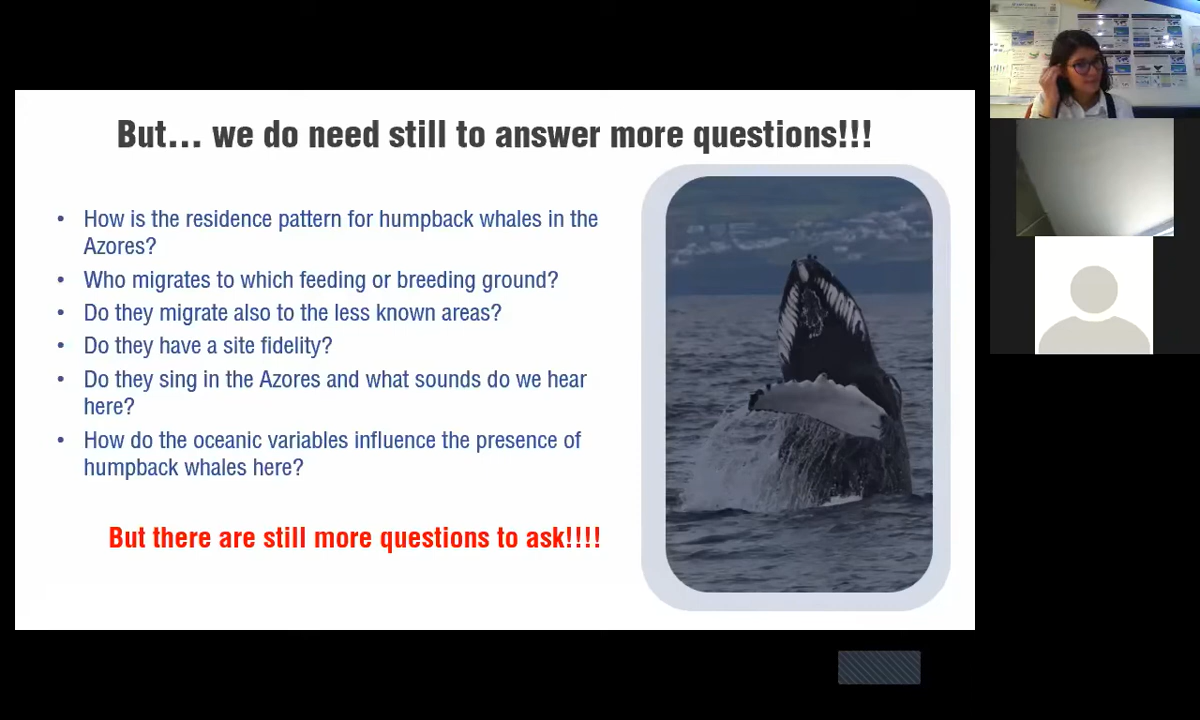 But... we do need still to answer more questions!!!
• How is the residence pattern for humpback whales in the
Azores?
• Who migrates to which feeding or breeding ground?
• Do they migrate also to the less known areas?
• Do they have a site fidelity?
• Do they sing in the Azores and what sounds do we hear
here?
• How do the oceanic variables influence the presence of
humpback whales here?
But there are still more questions to ask!!!!